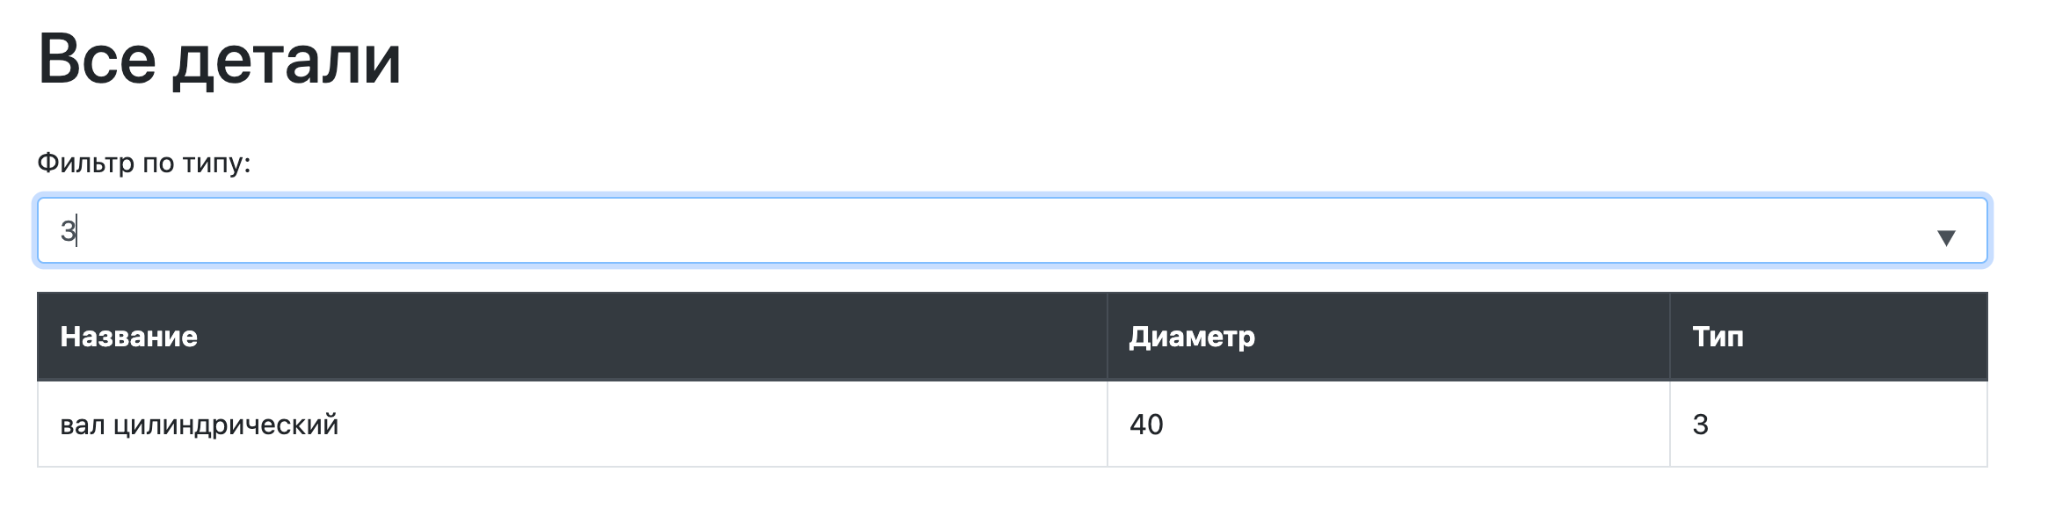 Все детали
Фильтр по типу:
3
Название Диаметр Тип
вал цилиндрический 40 3